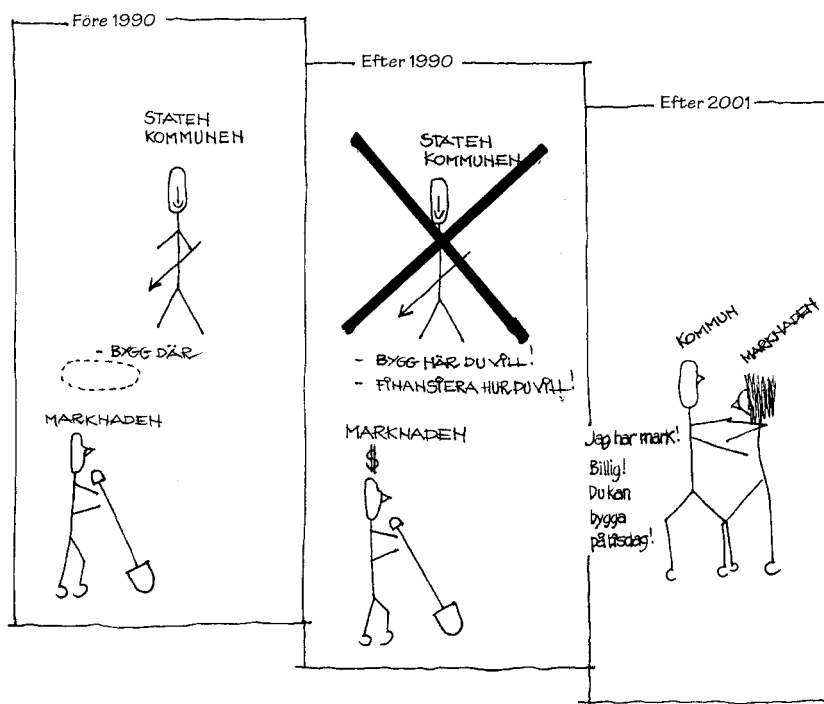 Före 1990
STATEN
KOMMUNEN
- BYGG DÄR
MARKNADEN
Efter 1990
STATEN
KOMMUNEN
- BYGG HÄR DU VILL!
- FINANSIERA HUR DU VILL!
MARKNADEN
$
Efter 2001
KOMMUN
MARKNADEN
Jag har mark!
Billig!
Du kan
bygga
på tisdag!